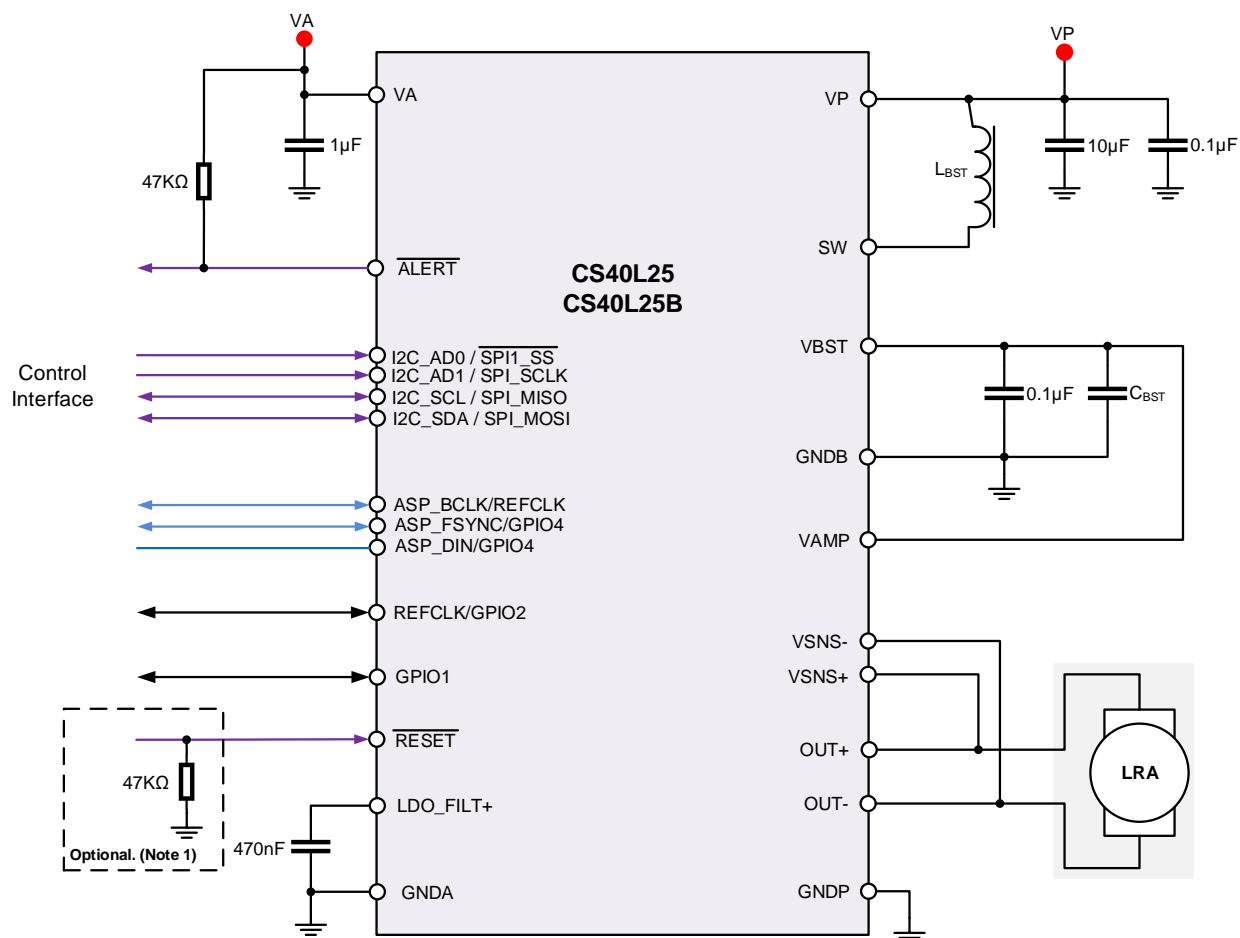 VA
VP
VA
1µF
47KΩ
VP
10µF
0.1µF
L_BST
SW
ALERT
CS40L25
CS40L25B
Control
Interface
I2C_AD0 / SPI1_SS
I2C_AD1 / SPI_SCLK
I2C_SCL / SPI_MISO
I2C_SDA / SPI_MOSI
VBST
0.1µF
C_BST
GNDB
ASP_BCLK/REFCLK
ASP_FSYNC/GPIO4
ASP_DIN/GPIO4
VAMP
REFCLK/GPIO2
GPIO1
VSNS-
VSNS+
RESET
47KΩ
Optional. (Note 1)
OUT+
OUT-
LRA
LDO_FILT+
470nF
GNDA
GNDP